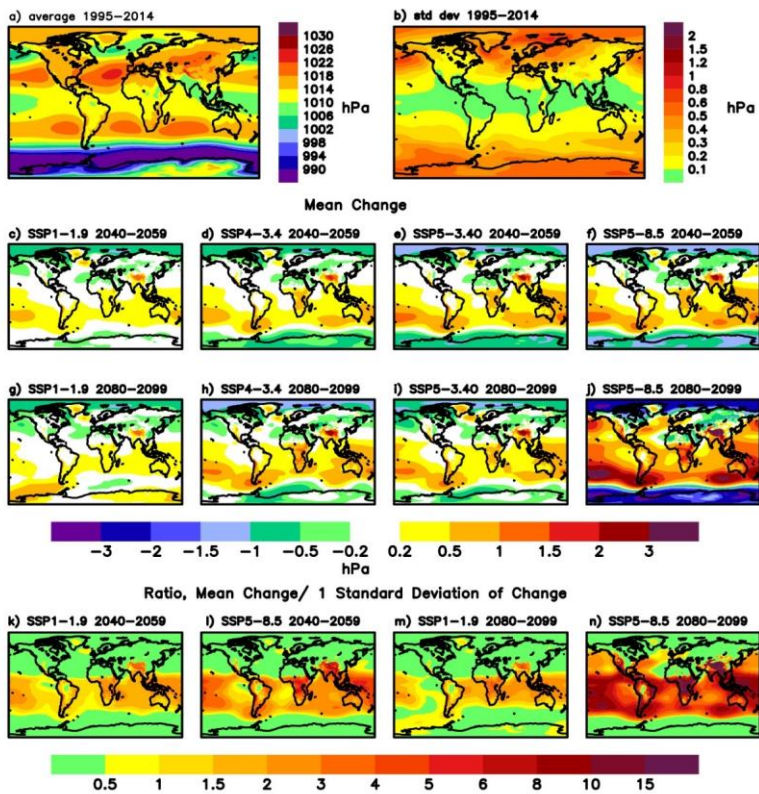 a) average 1995–2014
b) std dev 1995–2014
1030
1026
1022
1018
1014
1010
1006
1002
998
994
990
hPa
2
1.5
1.2
1
0.8
0.6
0.5
0.4
0.3
0.2
0.1
hPa
Mean Change
c) SSP1–1.9 2040–2059
d) SSP4–3.4 2040–2059
e) SSP5–3.40 2040–2059
f) SSP5–8.5 2040–2059
g) SSP1–1.9 2080–2099
h) SSP4–3.4 2080–2099
i) SSP5–3.40 2080–2099
j) SSP5–8.5 2080–2099
−3 −2 −1.5 −1 −0.5 −0.2 0.2 0.5 1 1.5 2 3
hPa
Ratio, Mean Change/ 1 Standard Deviation of Change
k) SSP1–1.9 2040–2059
l) SSP5–8.5 2040–2059
m) SSP1–1.9 2080–2099
n) SSP5–8.5 2080–2099
0.5 1 1.5 2 3 4 5 6 8 10 15